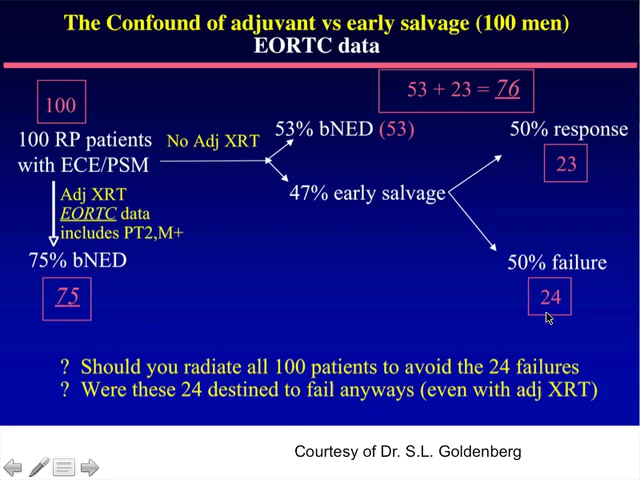 The Confound of adjuvant vs early salvage (100 men)
EORTC data
100
53 + 23 = 76
100 RP patients
with ECE/PSM
No Adj XRT
53% bNED (53)
50% response
23
47% early salvage
Adj XRT
EORTC data
includes PT2,M+
75% bNED
75
50% failure
24
? Should you radiate all 100 patients to avoid the 24 failures
? Were these 24 destined to fail anyways (even with adj XRT)
Courtesy of Dr. S.L. Goldenberg